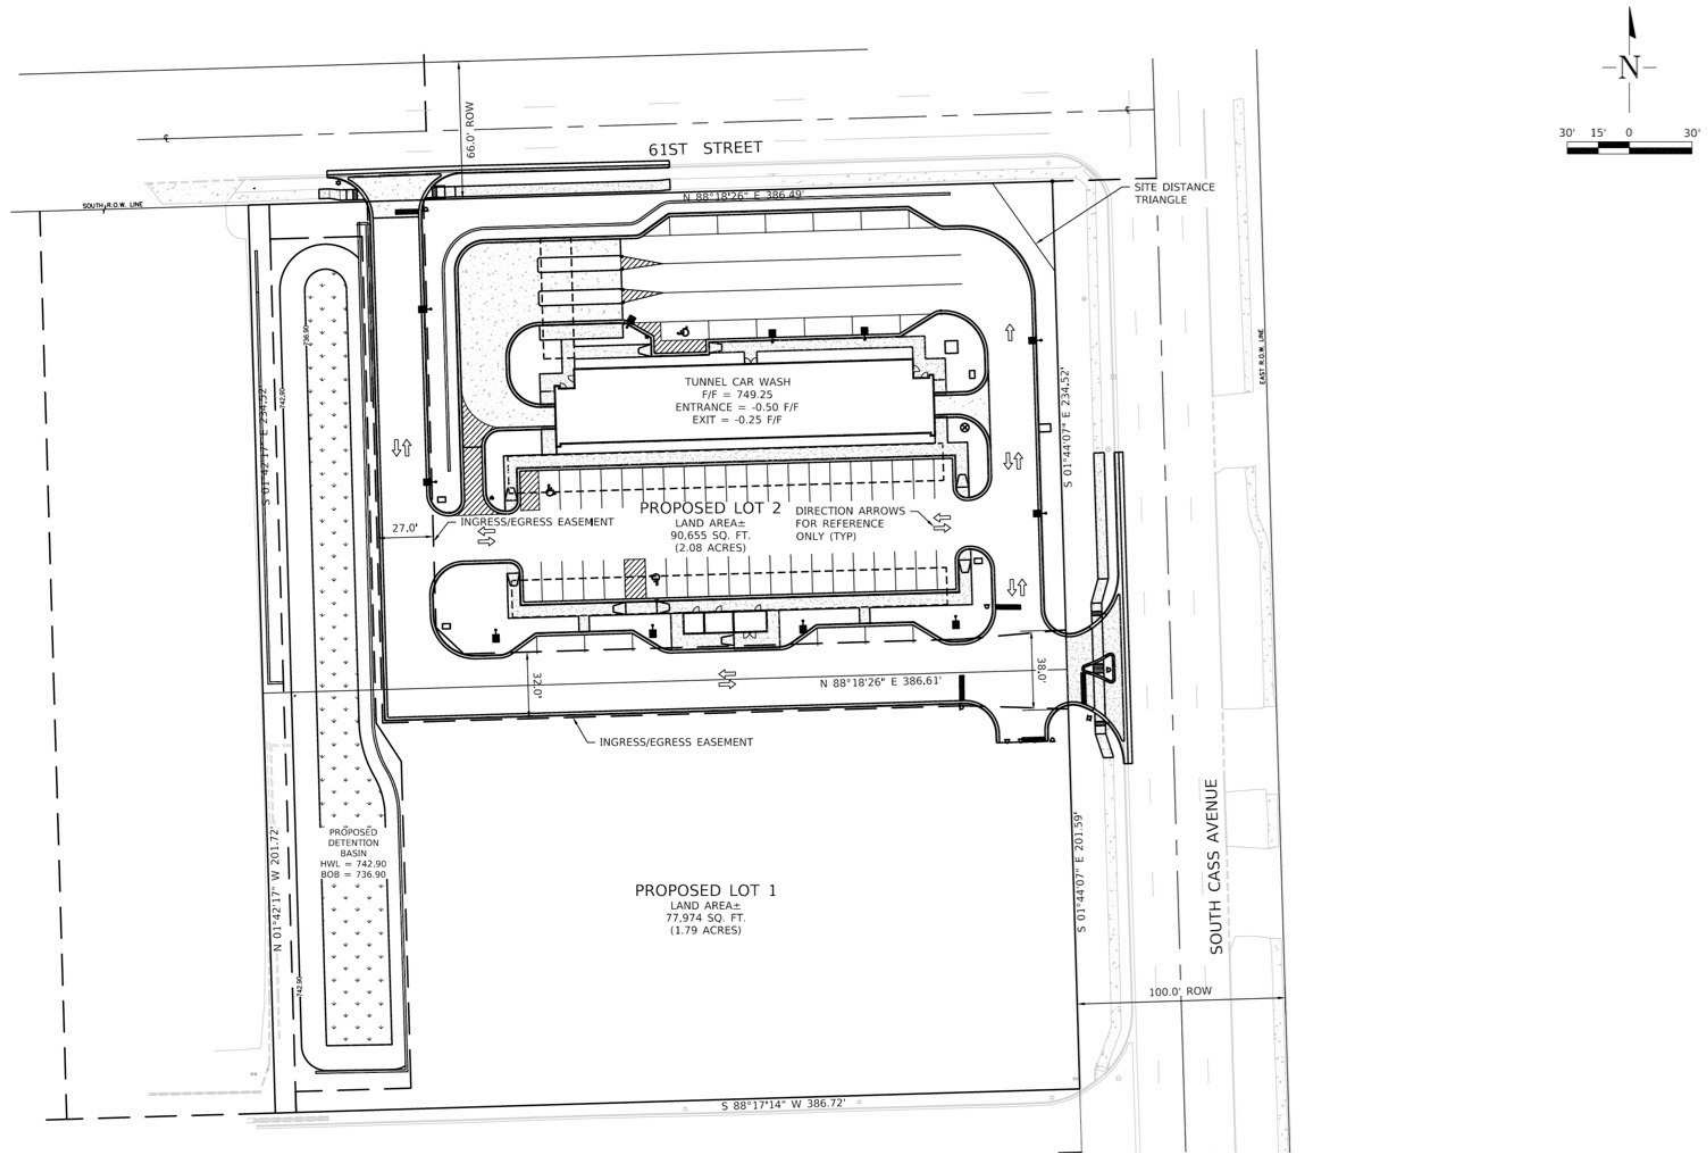 N
30' 15' 0 30'
66.0' ROW
61ST STREET
SOUTH R.O.W. LINE
N 88°18'26" E 386.49'
SITE DISTANCE
TRIANGLE
EAST R.O.W. LINE
736.90
742.90
S 01°42'17" E 234.52'
S 01°44'07" E 234.52'
TUNNEL CAR WASH
F/F = 749.25
ENTRANCE = -0.50 F/F
EXIT = -0.25 F/F
27.0'
INGRESS/EGRESS EASEMENT
PROPOSED LOT 2
LAND AREA±
90,655 SQ. FT.
(2.08 ACRES)
DIRECTION ARROWS
FOR REFERENCE
ONLY (TYP)
32.0'
38.0'
N 88°18'26" E 386.61'
INGRESS/EGRESS EASEMENT
PROPOSED
DETENTION
BASIN
HWL = 742.90
BOB = 736.90
N 01°42'17" W 201.72'
S 01°44'07" E 201.59'
SOUTH CASS AVENUE
PROPOSED LOT 1
LAND AREA±
77,974 SQ. FT.
(1.79 ACRES)
742.90
100.0' ROW
S 88°17'14" W 386.72'